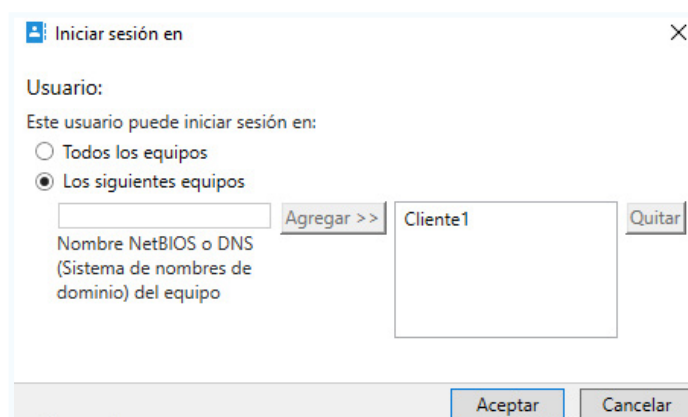 Iniciar sesión en
Usuario:
Este usuario puede iniciar sesión en:
Todos los equipos
Los siguientes equipos
Agregar >>
Cliente1
Quitar
Nombre NetBIOS o DNS
(Sistema de nombres de
dominio) del equipo
Aceptar
Cancelar